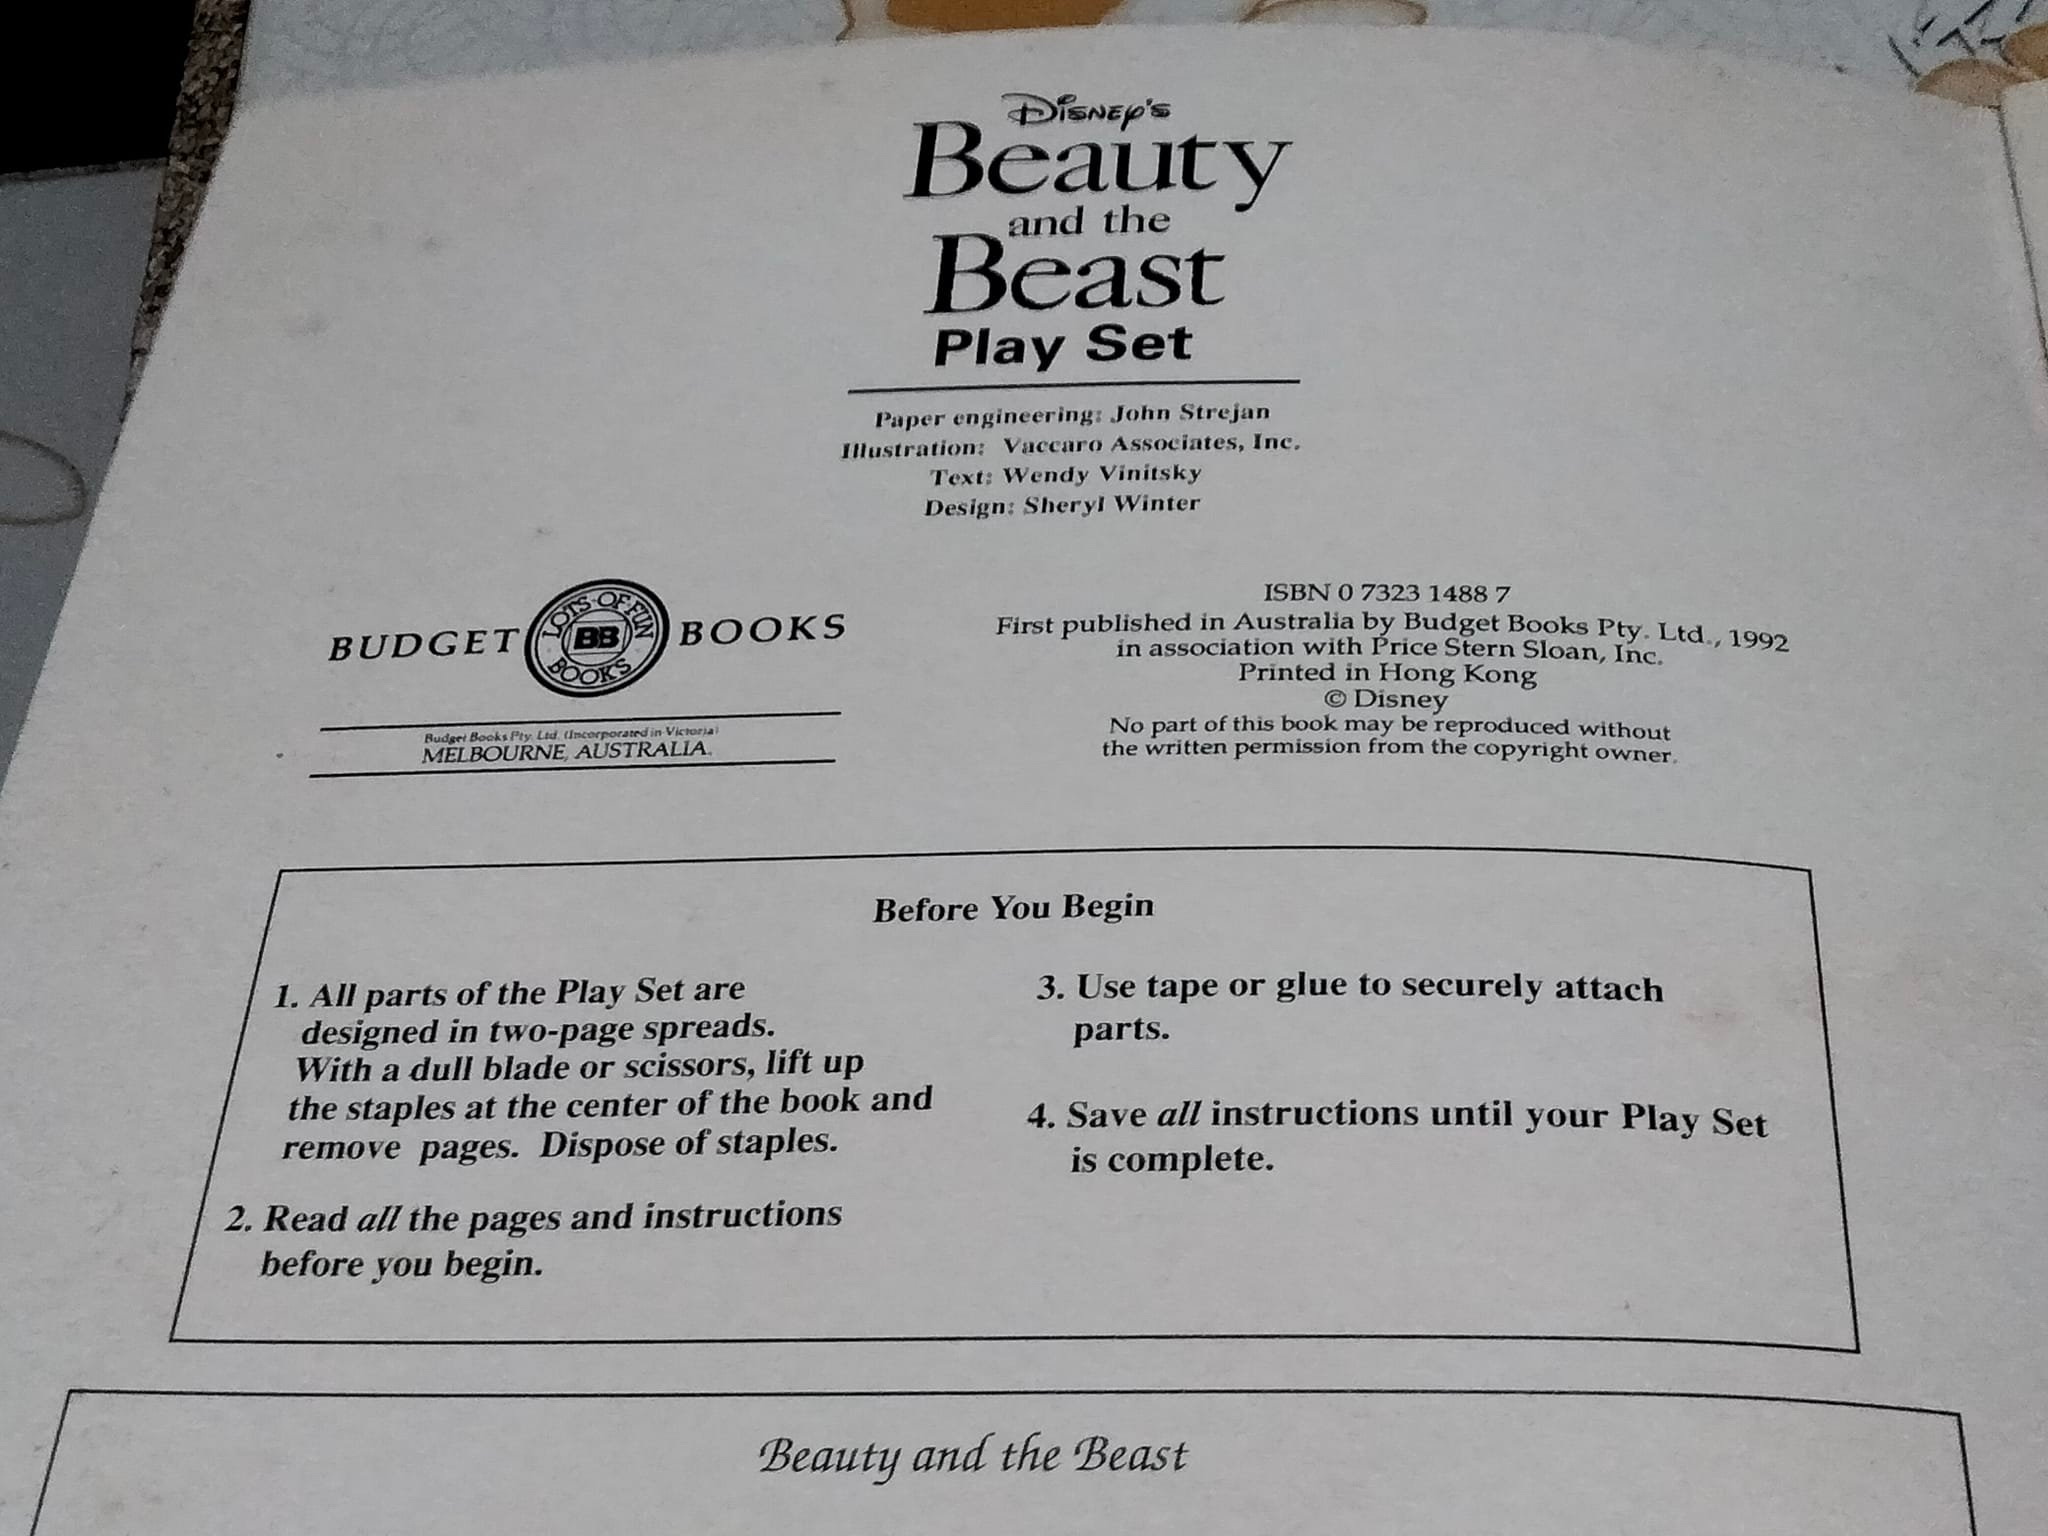 Disney's
Beauty
and the
Beast
Play Set
Paper engineering: John Strejan
Illustration: Vaccaro Associates, Inc.
Text: Wendy Vinitsky
Design: Sheryl Winter
BUDGET BOOKS
LOTS·OF·FUN
BB
BOOKS
Budget Books Pty. Ltd. (Incorporated in Victoria)
MELBOURNE, AUSTRALIA.
ISBN 0 7323 1488 7
First published in Australia by Budget Books Pty. Ltd., 1992
in association with Price Stern Sloan, Inc.
Printed in Hong Kong
© Disney
No part of this book may be reproduced without
the written permission from the copyright owner.
Before You Begin
1. All parts of the Play Set are
designed in two-page spreads.
With a dull blade or scissors, lift up
the staples at the center of the book and
remove pages. Dispose of staples.
2. Read all the pages and instructions
before you begin.
3. Use tape or glue to securely attach
parts.
4. Save all instructions until your Play Set
is complete.
Beauty and the Beast